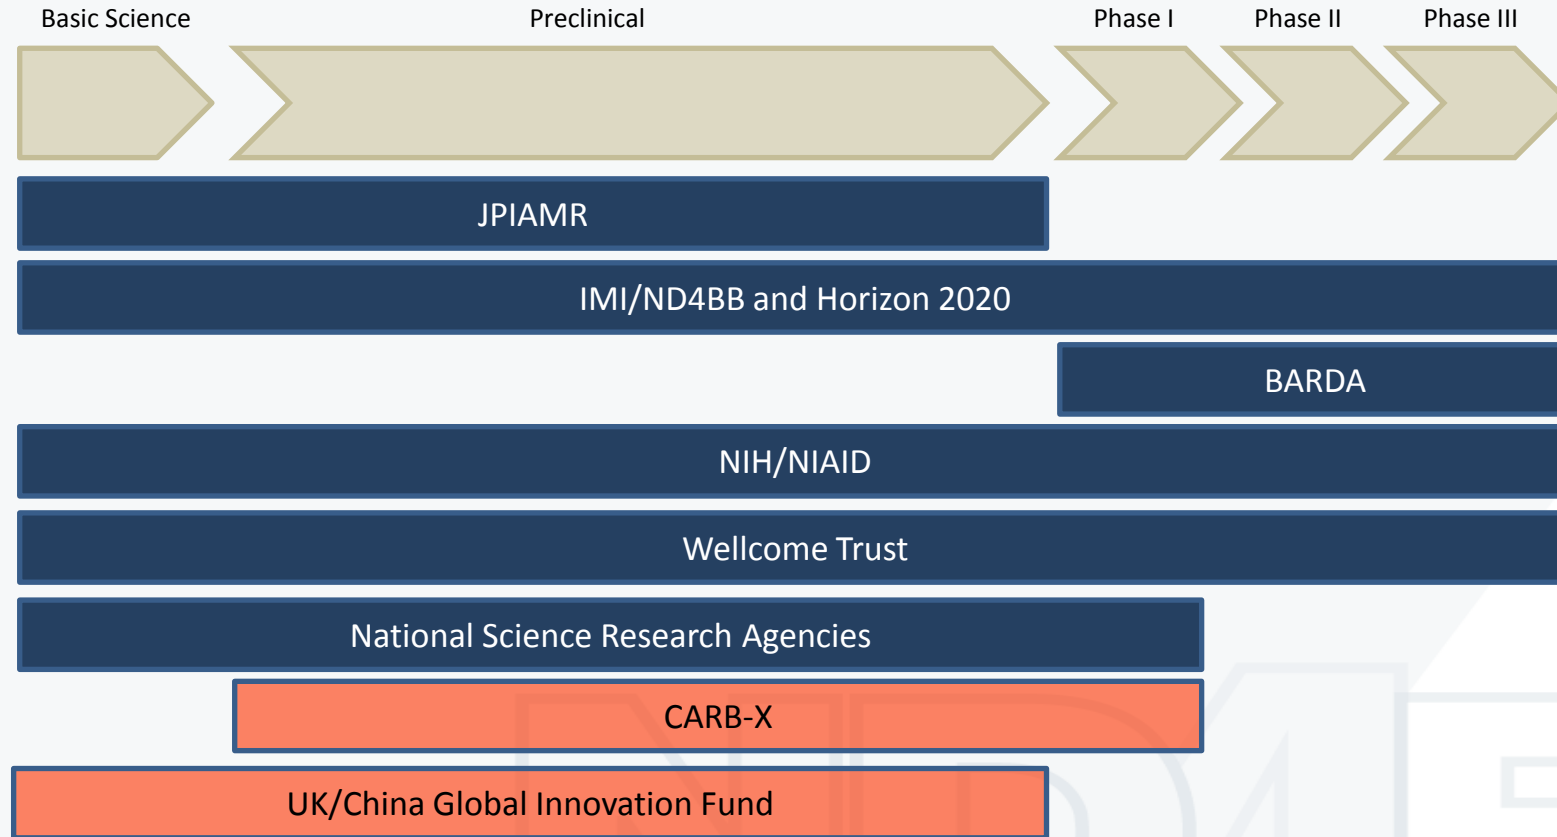 Basic Science
Preclinical
Phase I
Phase II
Phase III
JPIAMR
IMI/ND4BB and Horizon 2020
BARDA
NIH/NIAID
Wellcome Trust
National Science Research Agencies
CARB-X
UK/China Global Innovation Fund